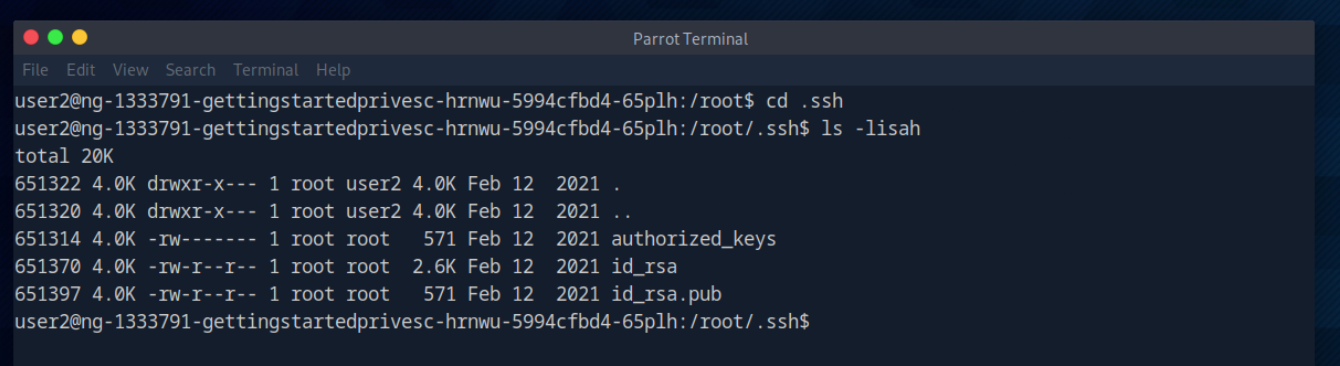 Parrot Terminal
File Edit View Search Terminal Help
user2@ng-1333791-gettingstartedprivesc-hrnwu-5994cfbd4-65plh:/root$ cd .ssh
user2@ng-1333791-gettingstartedprivesc-hrnwu-5994cfbd4-65plh:/root/.ssh$ ls -lisah
total 20K
651322 4.0K drwxr-x--- 1 root user2 4.0K Feb 12  2021 .
651320 4.0K drwxr-x--- 1 root user2 4.0K Feb 12  2021 ..
651314 4.0K -rw------- 1 root root   571 Feb 12  2021 authorized_keys
651370 4.0K -rw-r--r-- 1 root root  2.6K Feb 12  2021 id_rsa
651397 4.0K -rw-r--r-- 1 root root   571 Feb 12  2021 id_rsa.pub
user2@ng-1333791-gettingstartedprivesc-hrnwu-5994cfbd4-65plh:/root/.ssh$